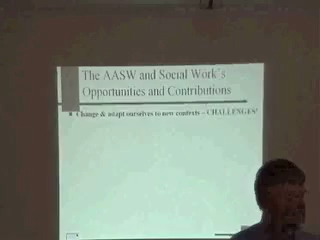 The AASW and Social Work's
Opportunities and Contributions
Change & adapt ourselves to new contexts – CHALLENGES!